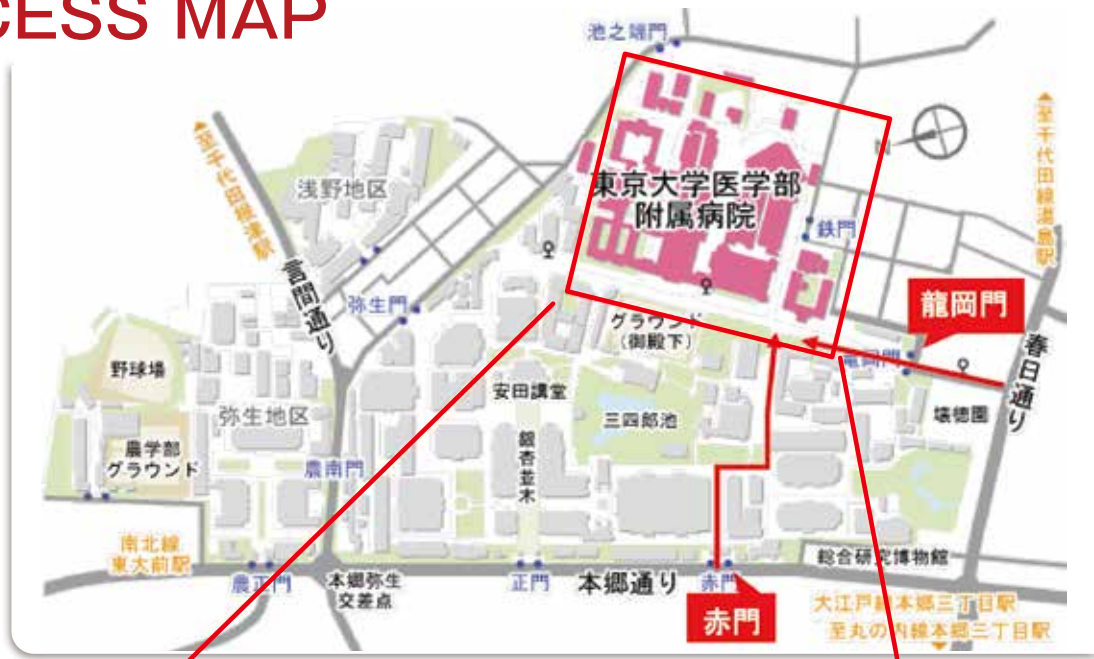 CESS MAP
池之端門
至千代田線根津駅
至千代田線湯島駅
浅野地区
東京大学医学部
附属病院
鉄門
言問通り
弥生門
グラウンド
(御殿下)
龍岡門
龍岡門
春日通り
野球場
安田講堂
弥生地区
三四郎池
壊徳園
農学部
グラウンド
農南門
銀杏並木
南北線
東大前駅
総合研究博物館
農正門
本郷弥生
交差点
正門
本郷通り
赤門
赤門
大江戸線本郷三丁目駅
至丸の内線本郷三丁目駅